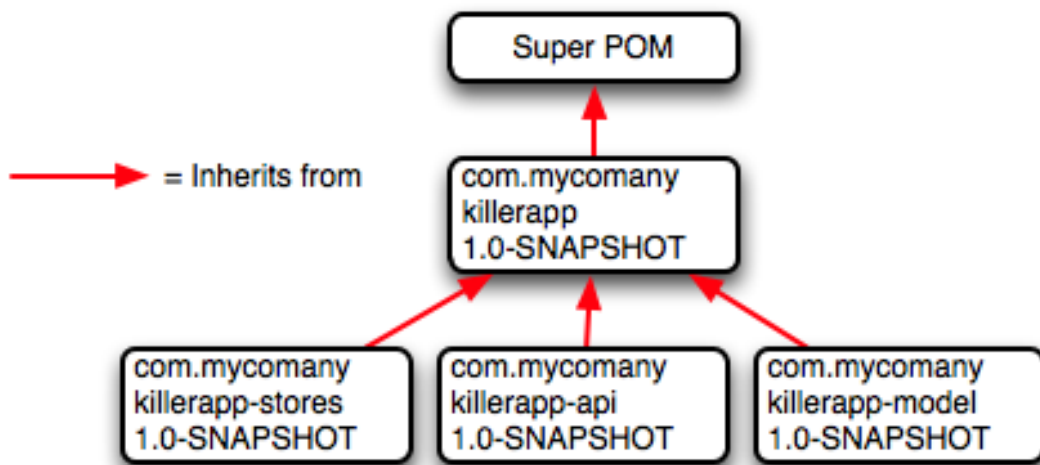 Super POM
= Inherits from
com.mycomany
killerapp
1.0-SNAPSHOT
com.mycomany
killerapp-stores
1.0-SNAPSHOT
com.mycomany
killerapp-api
1.0-SNAPSHOT
com.mycomany
killerapp-model
1.0-SNAPSHOT